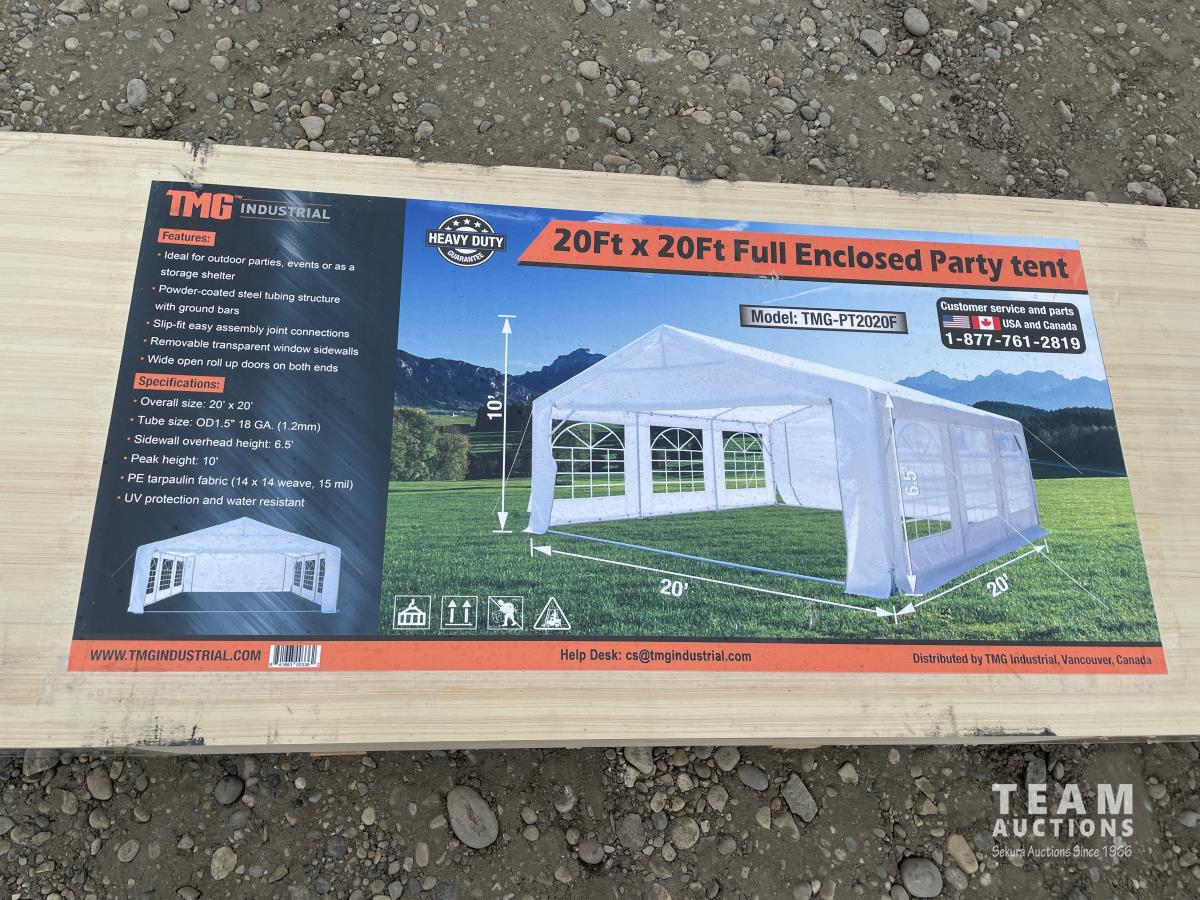 TMG™ INDUSTRIAL
Features:
• Ideal for outdoor parties, events or as a
storage shelter
• Powder-coated steel tubing structure
with ground bars
• Slip-fit easy assembly joint connections
• Removable transparent window sidewalls
• Wide open roll up doors on both ends
Specifications:
• Overall size: 20' x 20'
• Tube size: OD1.5" 18 GA. (1.2mm)
• Sidewall overhead height: 6.5'
• Peak height: 10'
• PE tarpaulin fabric (14 x 14 weave, 15 mil)
• UV protection and water resistant
HEAVY DUTY
GUARANTEE
20Ft x 20Ft Full Enclosed Party tent
Model: TMG-PT2020F
Customer service and parts
USA and Canada
1-877-761-2819
10'
6.5'
20'
20'
WWW.TMGINDUSTRIAL.COM
Help Desk: cs@tmgindustrial.com
Distributed by TMG Industrial, Vancouver, Canada
TEAM
AUCTIONS
Sekura Auctions Since 1966